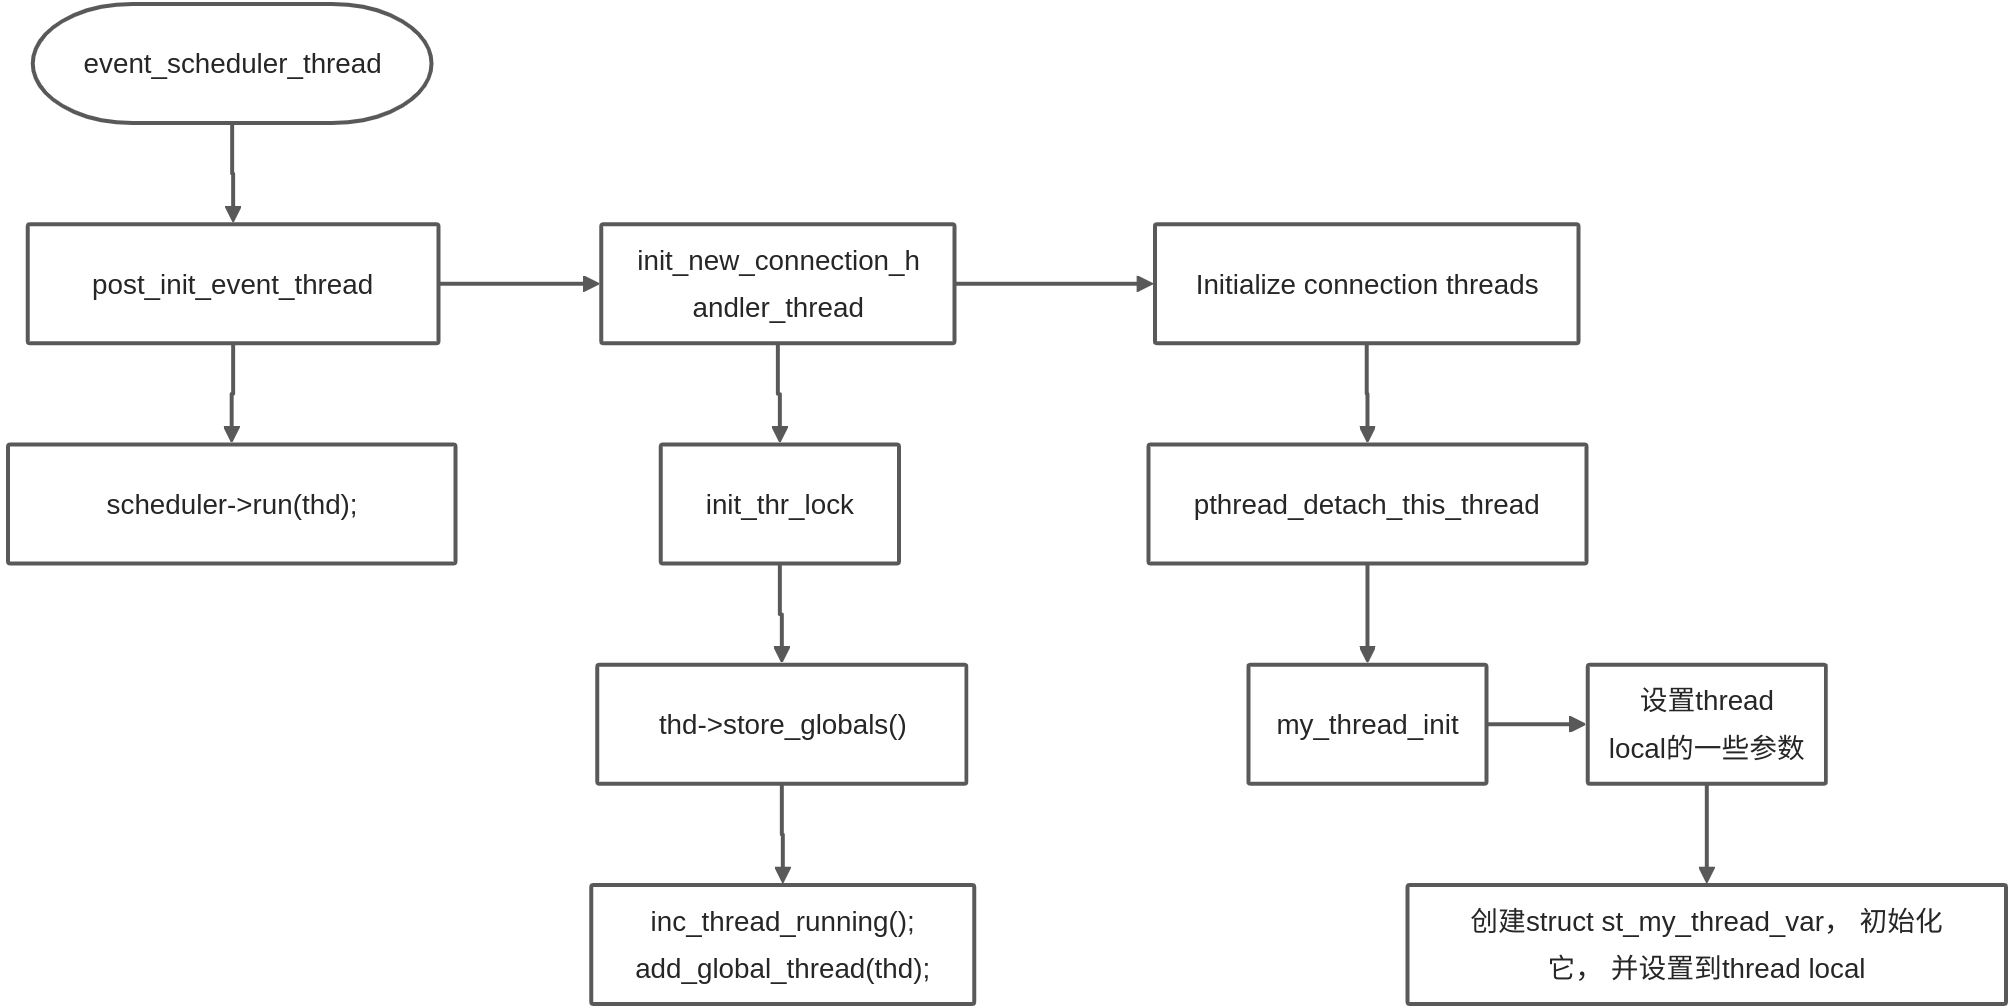 event_scheduler_thread
post_init_event_thread
init_new_connection_h
andler_thread
Initialize connection threads
scheduler->run(thd);
init_thr_lock
pthread_detach_this_thread
thd->store_globals()
my_thread_init
设置thread
local的一些参数
inc_thread_running();
add_global_thread(thd);
创建struct st_my_thread_var， 初始化
它， 并设置到thread local